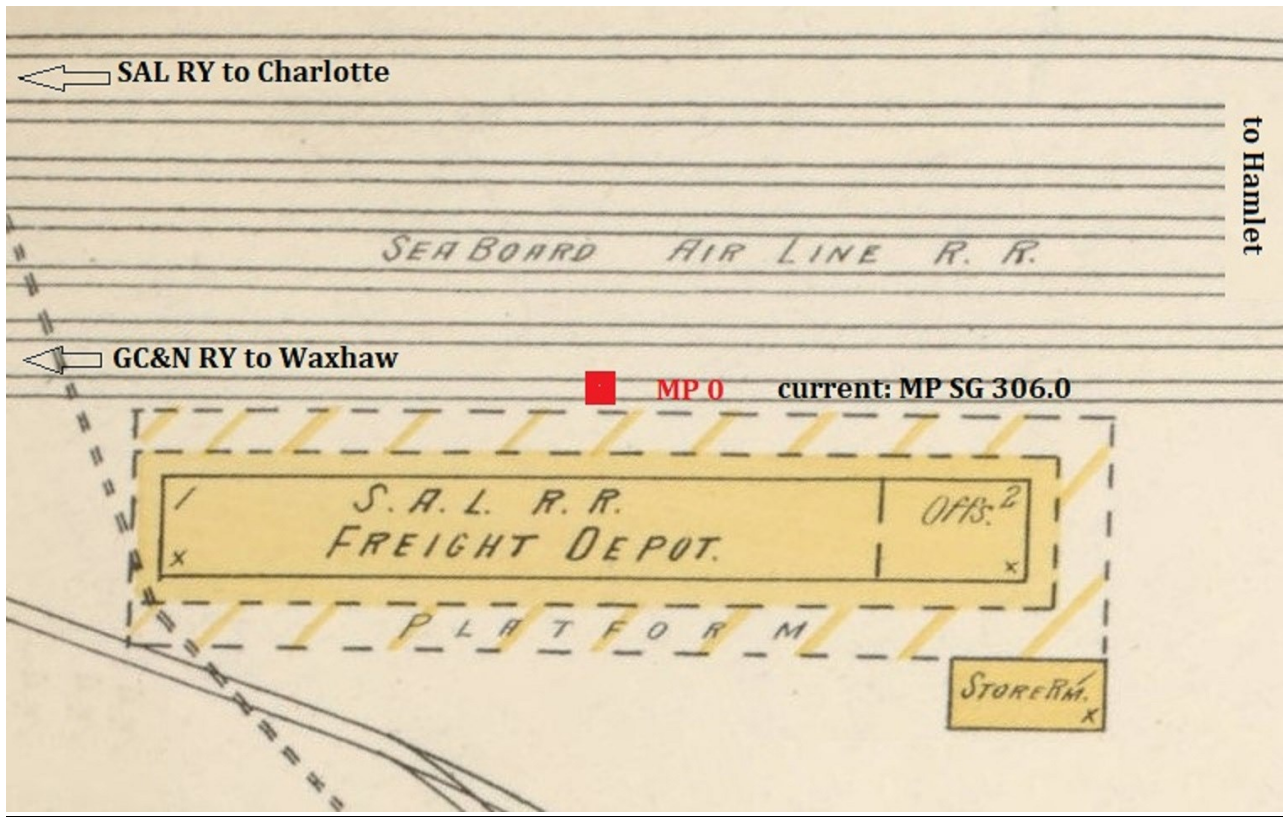 SAL RY to Charlotte
to Hamlet
SEABOARD AIR LINE R. R.
GC&N RY to Waxhaw
MP 0 current: MP SG 306.0
1 S. A. L. R. R. Offs. 2
FREIGHT DEPOT.
x x
PLATFORM
STORE RM. 1
x